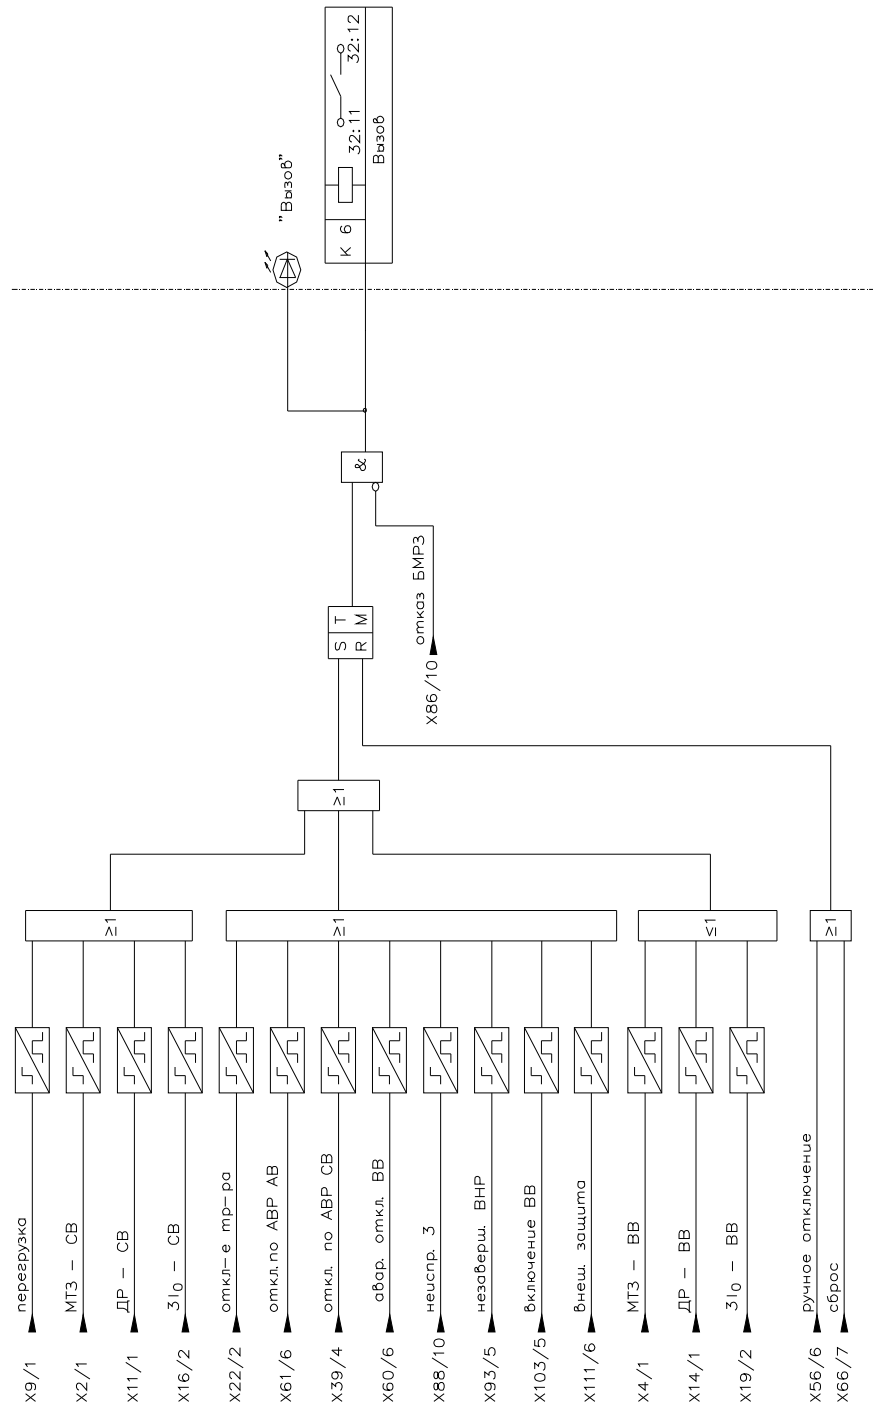 X9/1 перегрузка
X2/1 МТЗ – СВ
X11/1 ДР – СВ
X16/2 3I0 – СВ
X22/2 откл–е тр–ра
X61/6 откл.по АВР АВ
X39/4 откл. по АВР СВ
X60/6 авар. откл. ВВ
X88/10 неиспр. 3
X93/5 незаверш. ВНР
X103/5 включение ВВ
X111/6 внеш. защита
X4/1 МТЗ – ВВ
X14/1 ДР – ВВ
X19/2 3I0 – ВВ
X56/6 ручное отключение
X66/7 сброс
≥1
≥1
≤1
≥1
≥1
S T
R M
X86/10 отказ БМРЗ
&
"Вызов"
К 6
32:11 32:12
Вызов